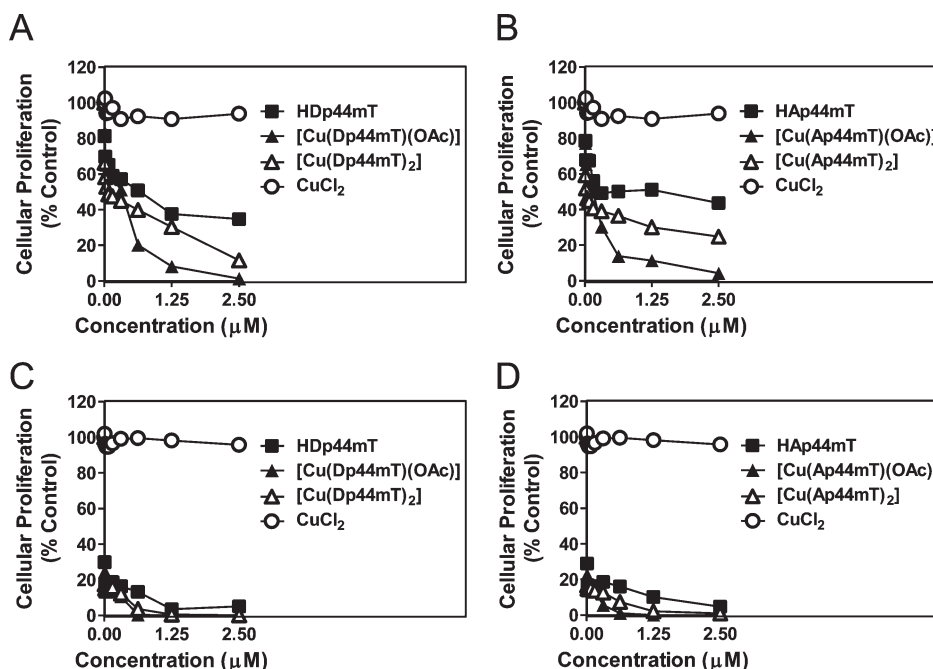 A
120
100
80
60
40
20
0
0.00 1.25 2.50
Cellular Proliferation
(% Control)
Concentration (μM)
HDp44mT
[Cu(Dp44mT)(OAc)]
[Cu(Dp44mT)₂]
CuCl₂
B
120
100
80
60
40
20
0
0.00 1.25 2.50
Cellular Proliferation
(% Control)
Concentration (μM)
HAp44mT
[Cu(Ap44mT)(OAc)]
[Cu(Ap44mT)₂]
CuCl₂
C
120
100
80
60
40
20
0
0.00 1.25 2.50
Cellular Proliferation
(% Control)
Concentration (μM)
HDp44mT
[Cu(Dp44mT)(OAc)]
[Cu(Dp44mT)₂]
CuCl₂
D
120
100
80
60
40
20
0
0.00 1.25 2.50
Cellular Proliferation
(% Control)
Concentration (μM)
HAp44mT
[Cu(Ap44mT)(OAc)
[Cu(Ap44mT)₂]
CuCl₂